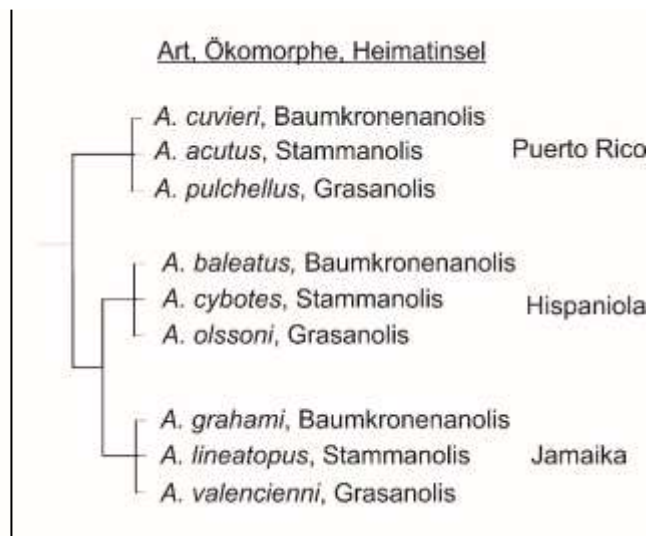 Art, Ökomorphe, Heimatinsel
A. cuvieri, Baumkronenanolis
A. acutus, Stammanolis
Puerto Rico
A. pulchellus, Grasanolis
A. baleatus, Baumkronenanolis
A. cybotes, Stammanolis
Hispaniola
A. olssoni, Grasanolis
A. grahami, Baumkronenanolis
A. lineatopus, Stammanolis
Jamaika
A. valencienni, Grasanolis